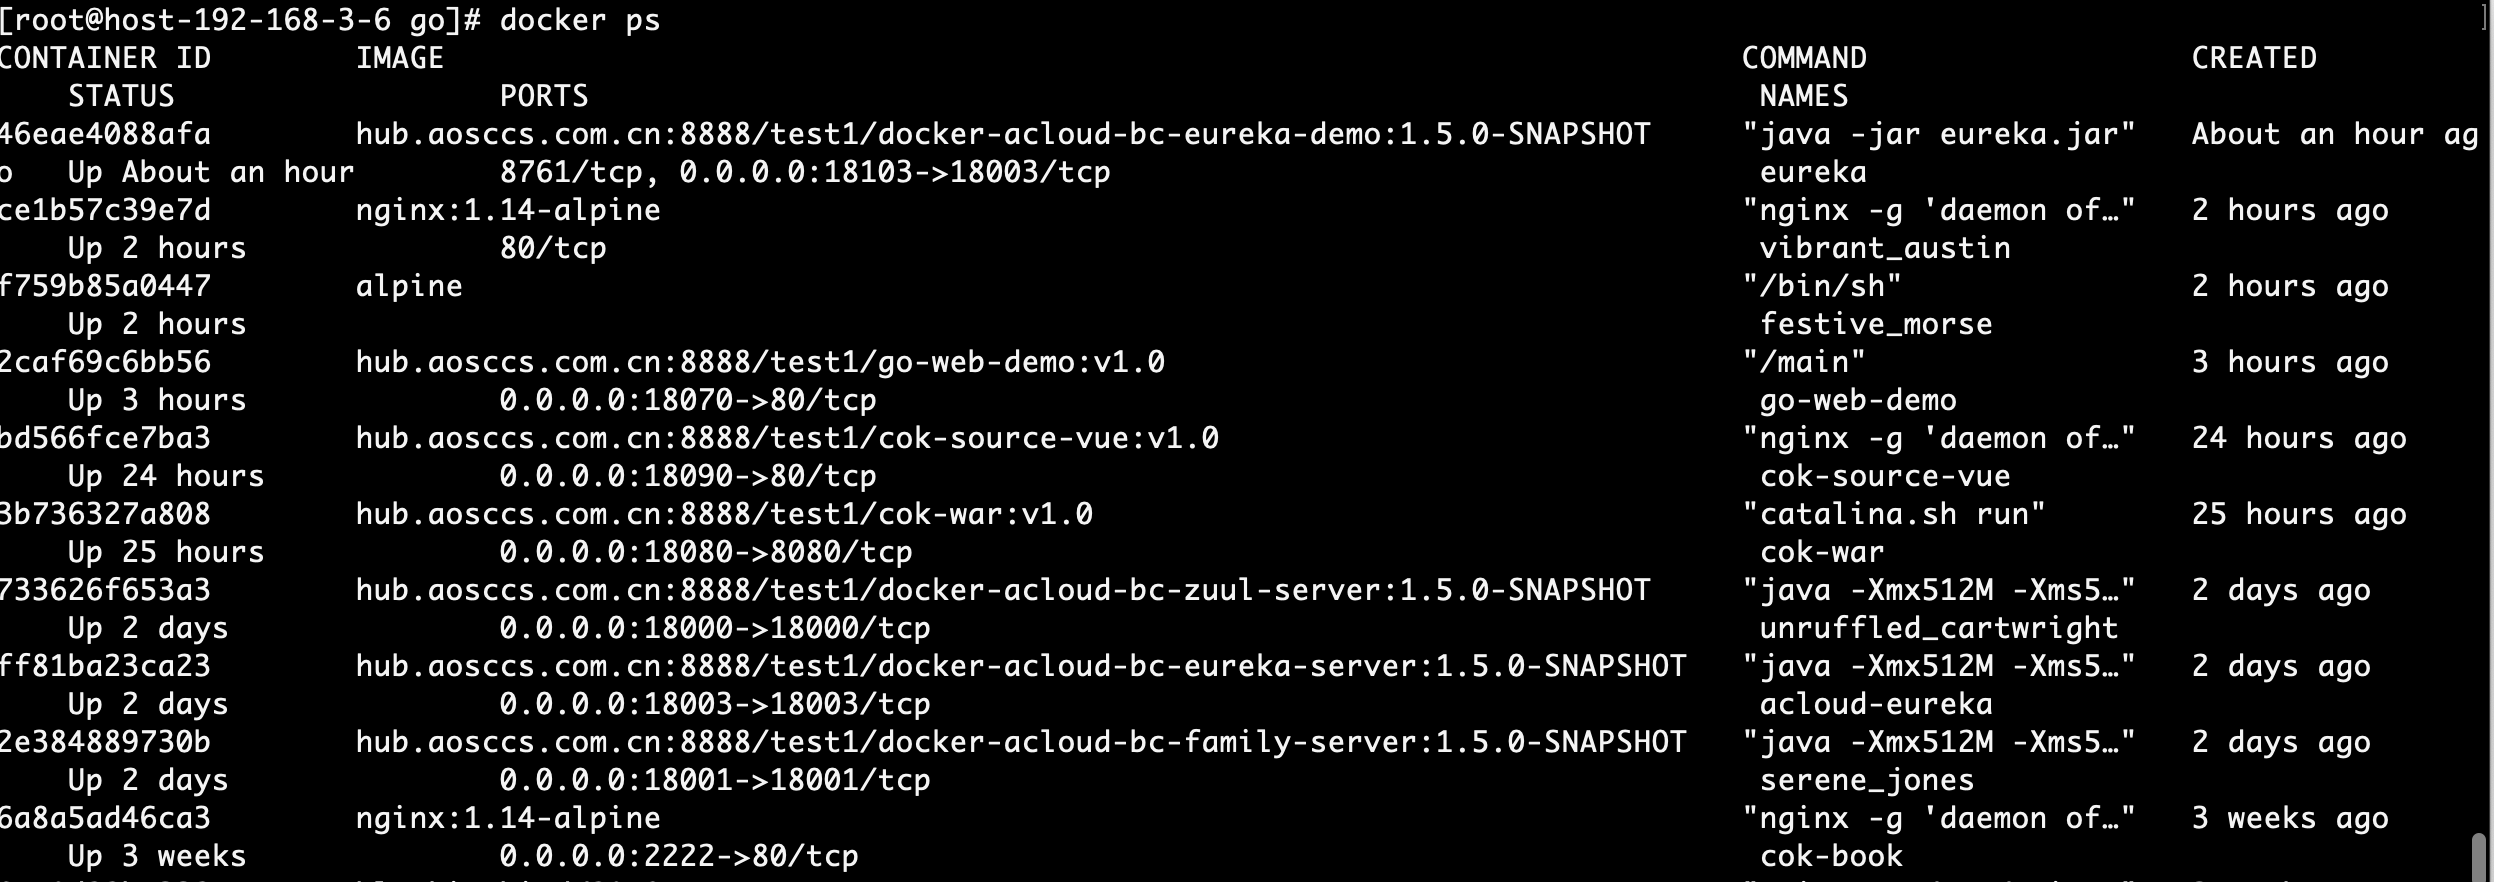 [root@host-192-168-3-6 go]# docker ps ]
CONTAINER ID        IMAGE        COMMAND        CREATED
STATUS        PORTS        NAMES
46eae4088afa        hub.aosccs.com.cn:8888/test1/docker-acloud-bc-eureka-demo:1.5.0-SNAPSHOT        "java -jar eureka.jar"        About an hour ag
o   Up About an hour        8761/tcp, 0.0.0.0:18103->18003/tcp        eureka
ce1b57c39e7d        nginx:1.14-alpine        "nginx -g 'daemon of…"        2 hours ago
Up 2 hours        80/tcp        vibrant_austin
f759b85a0447        alpine        "/bin/sh"        2 hours ago
Up 2 hours        festive_morse
2caf69c6bb56        hub.aosccs.com.cn:8888/test1/go-web-demo:v1.0        "/main"        3 hours ago
Up 3 hours        0.0.0.0:18070->80/tcp        go-web-demo
bd566fce7ba3        hub.aosccs.com.cn:8888/test1/cok-source-vue:v1.0        "nginx -g 'daemon of…"        24 hours ago
Up 24 hours        0.0.0.0:18090->80/tcp        cok-source-vue
3b736327a808        hub.aosccs.com.cn:8888/test1/cok-war:v1.0        "catalina.sh run"        25 hours ago
Up 25 hours        0.0.0.0:18080->8080/tcp        cok-war
733626f653a3        hub.aosccs.com.cn:8888/test1/docker-acloud-bc-zuul-server:1.5.0-SNAPSHOT        "java -Xmx512M -Xms5…"        2 days ago
Up 2 days        0.0.0.0:18000->18000/tcp        unruffled_cartwright
ff81ba23ca23        hub.aosccs.com.cn:8888/test1/docker-acloud-bc-eureka-server:1.5.0-SNAPSHOT        "java -Xmx512M -Xms5…"        2 days ago
Up 2 days        0.0.0.0:18003->18003/tcp        acloud-eureka
2e384889730b        hub.aosccs.com.cn:8888/test1/docker-acloud-bc-family-server:1.5.0-SNAPSHOT        "java -Xmx512M -Xms5…"        2 days ago
Up 2 days        0.0.0.0:18001->18001/tcp        serene_jones
6a8a5ad46ca3        nginx:1.14-alpine        "nginx -g 'daemon of…"        3 weeks ago
Up 3 weeks        0.0.0.0:2222->80/tcp        cok-book